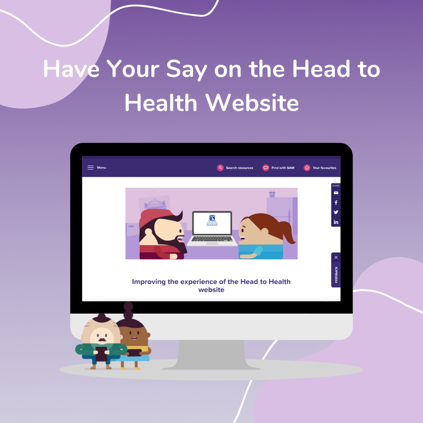 Have Your Say on the Head to
Health Website
Menu
Search resources
Find with SAM
Your favourites
Improving the experience of the Head to Health
website
FEEDBACK